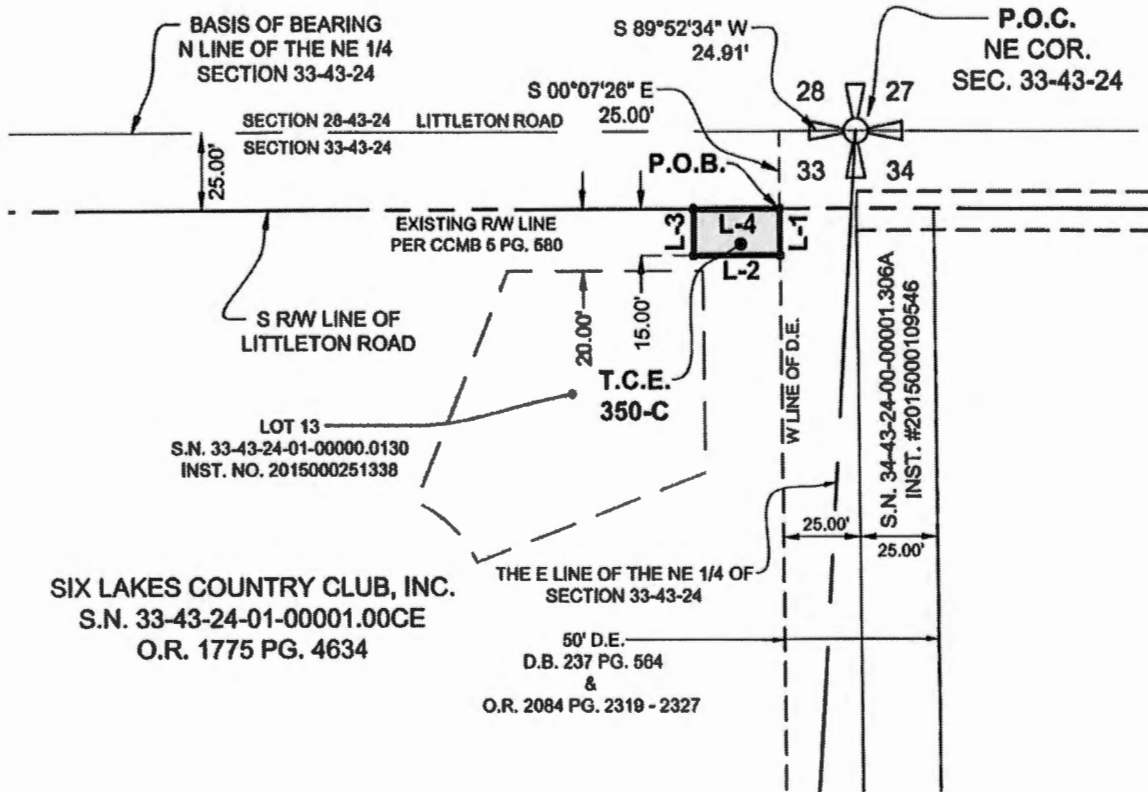 BASIS OF BEARING
N LINE OF THE NE 1/4
SECTION 33-43-24
S 89°52'34" W
24.91'
P.O.C.
NE COR.
SEC. 33-43-24
S 00°07'26" E
25.00'
28
27
33
34
SECTION 28-43-24
LITTLETON ROAD
SECTION 33-43-24
25.00'
P.O.B.
EXISTING R/W LINE
PER CCMB 5 PG. 580
L-3
L-4
L-1
L-2
S R/W LINE OF
LITTLETON ROAD
20.00'
15.00'
T.C.E.
350-C
W LINE OF D.E.
S.N. 34-43-24-00-00001.306A
INST. #2015000109546
LOT 13
S.N. 33-43-24-01-00000.0130
INST. NO. 2015000251338
25.00'
25.00'
THE E LINE OF THE NE 1/4 OF
SECTION 33-43-24
SIX LAKES COUNTRY CLUB, INC.
S.N. 33-43-24-01-00001.00CE
O.R. 1775 PG. 4634
50' D.E.
D.B. 237 PG. 564
&
O.R. 2084 PG. 2319 - 2327